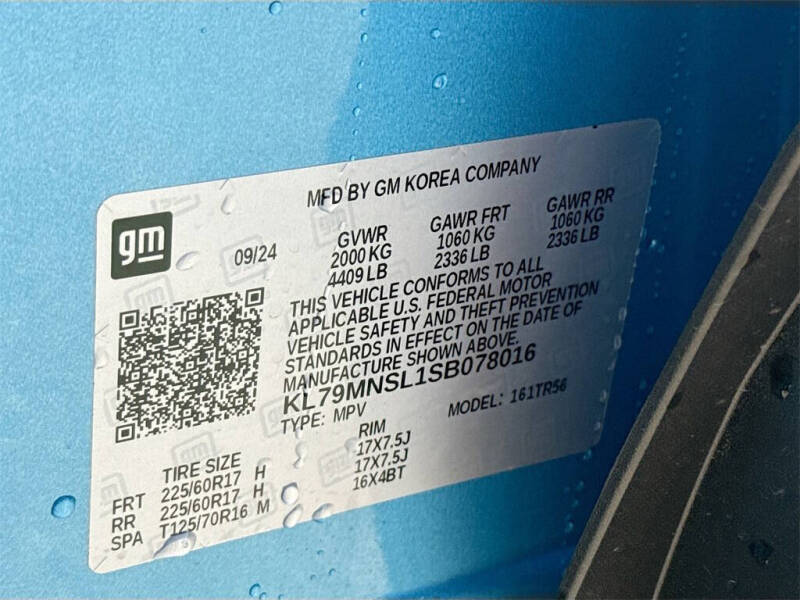 MFD BY GM KOREA COMPANY
gm
09/24
GVWR
2000 KG
4409 LB
GAWR FRT
1060 KG
2336 LB
GAWR RR
1060 KG
2336 LB
THIS VEHICLE CONFORMS TO ALL
APPLICABLE U.S. FEDERAL MOTOR
VEHICLE SAFETY AND THEFT PREVENTION
STANDARDS IN EFFECT ON THE DATE OF
MANUFACTURE SHOWN ABOVE.
KL79MNSL1SB078016
TYPE: MPV
MODEL: 161TR56
TIRE SIZE RIM
FRT 225/60R17 H 17X7.5J
RR 225/60R17 H 17X7.5J
SPA T125/70R16 M 16X4BT